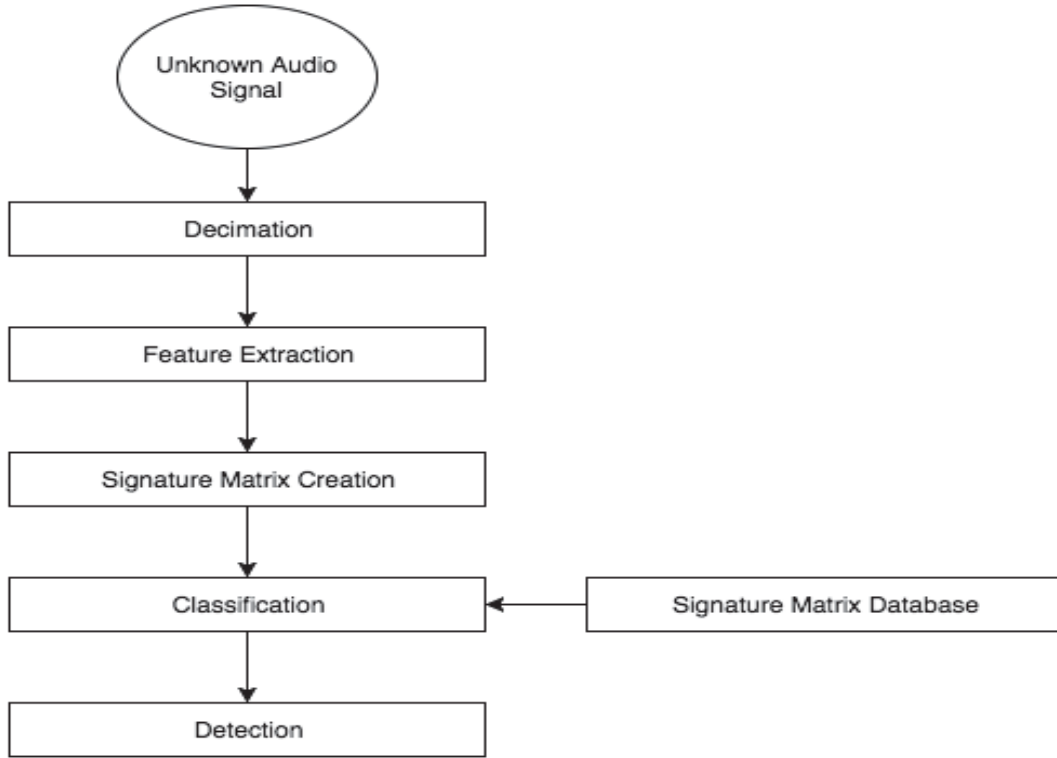 Unknown Audio
Signal
Decimation
Feature Extraction
Signature Matrix Creation
Classification
Signature Matrix Database
Detection